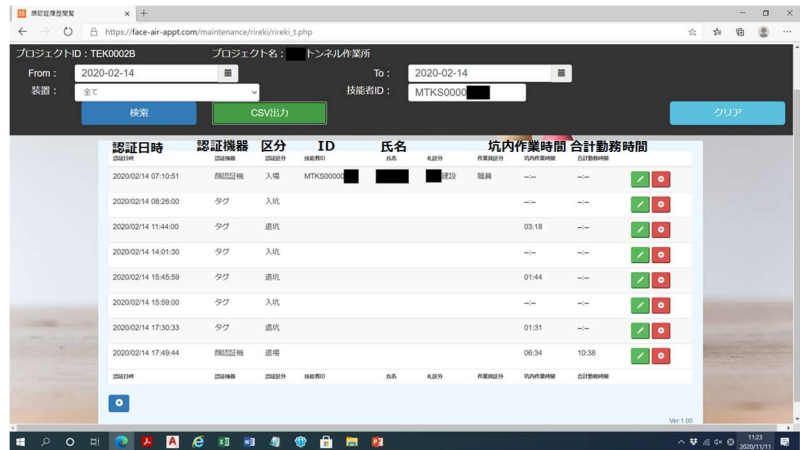 顔認証履歴閲覧
https://face-air-appt.com/maintenance/rireki/rireki_t.php
プロジェクトID：TEK0002B プロジェクト名： トンネル作業所
From： 2020-02-14 To： 2020-02-14
装置： 全て 技能者ID： MTKS0000
検索 CSV出力 クリア
認証日時 認証機器 区分 ID 氏名 坑内作業時間 合計勤務時間
認証日時 認証機器 認証区分 技能者ID 氏名 札区分 作業員区分 坑内作業時間 合計勤務時間
2020/02/14 07:10:51 顔認証機 入場 MTKS00000 建設 職員 --:-- --:--
2020/02/14 08:26:00 タグ 入坑 --:-- --:--
2020/02/14 11:44:00 タグ 退坑 03:18 --:--
2020/02/14 14:01:30 タグ 入坑 --:-- --:--
2020/02/14 15:45:59 タグ 退坑 01:44 --:--
2020/02/14 15:59:00 タグ 入坑 --:-- --:--
2020/02/14 17:30:33 タグ 退坑 01:31 --:--
2020/02/14 17:49:44 顔認証機 退場 06:34 10:38
認証日時 認証機器 認証区分 技能者ID 氏名 札区分 作業員区分 坑内作業時間 合計勤務時間
Ver.1.00
11:23
2020/11/11